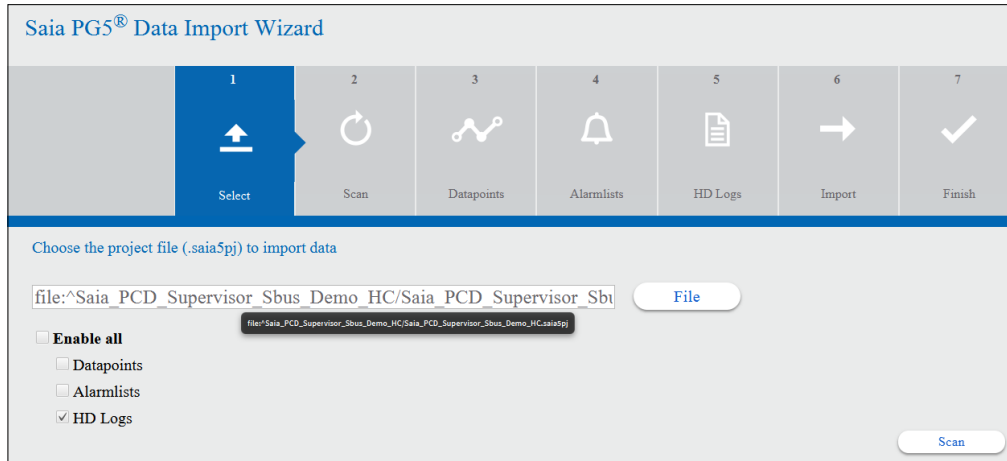 Saia PG5® Data Import Wizard
1 2 3 4 5 6 7
Select Scan Datapoints Alarmlists HD Logs Import Finish
Choose the project file (.saia5pj) to import data
file:^Saia_PCD_Supervisor_Sbus_Demo_HC/Saia_PCD_Supervisor_Sbu File
file:^Saia_PCD_Supervisor_Sbus_Demo_HC/Saia_PCD_Supervisor_Sbus_Demo_HC.saia5pj
Enable all
Datapoints
Alarmlists
HD Logs
Scan